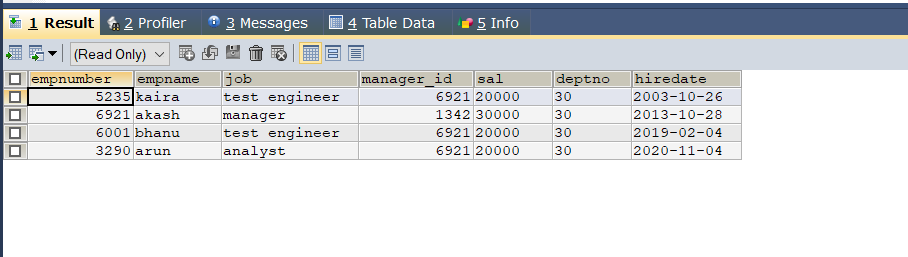 1 Result 2 Profiler 3 Messages 4 Table Data 5 Info
(Read Only)
empnumber empname job manager_id sal deptno hiredate
5235 kaira test engineer 6921 20000 30 2003-10-26
6921 akash manager 1342 30000 30 2013-10-28
6001 bhanu test engineer 6921 20000 30 2019-02-04
3290 arun analyst 6921 20000 30 2020-11-04